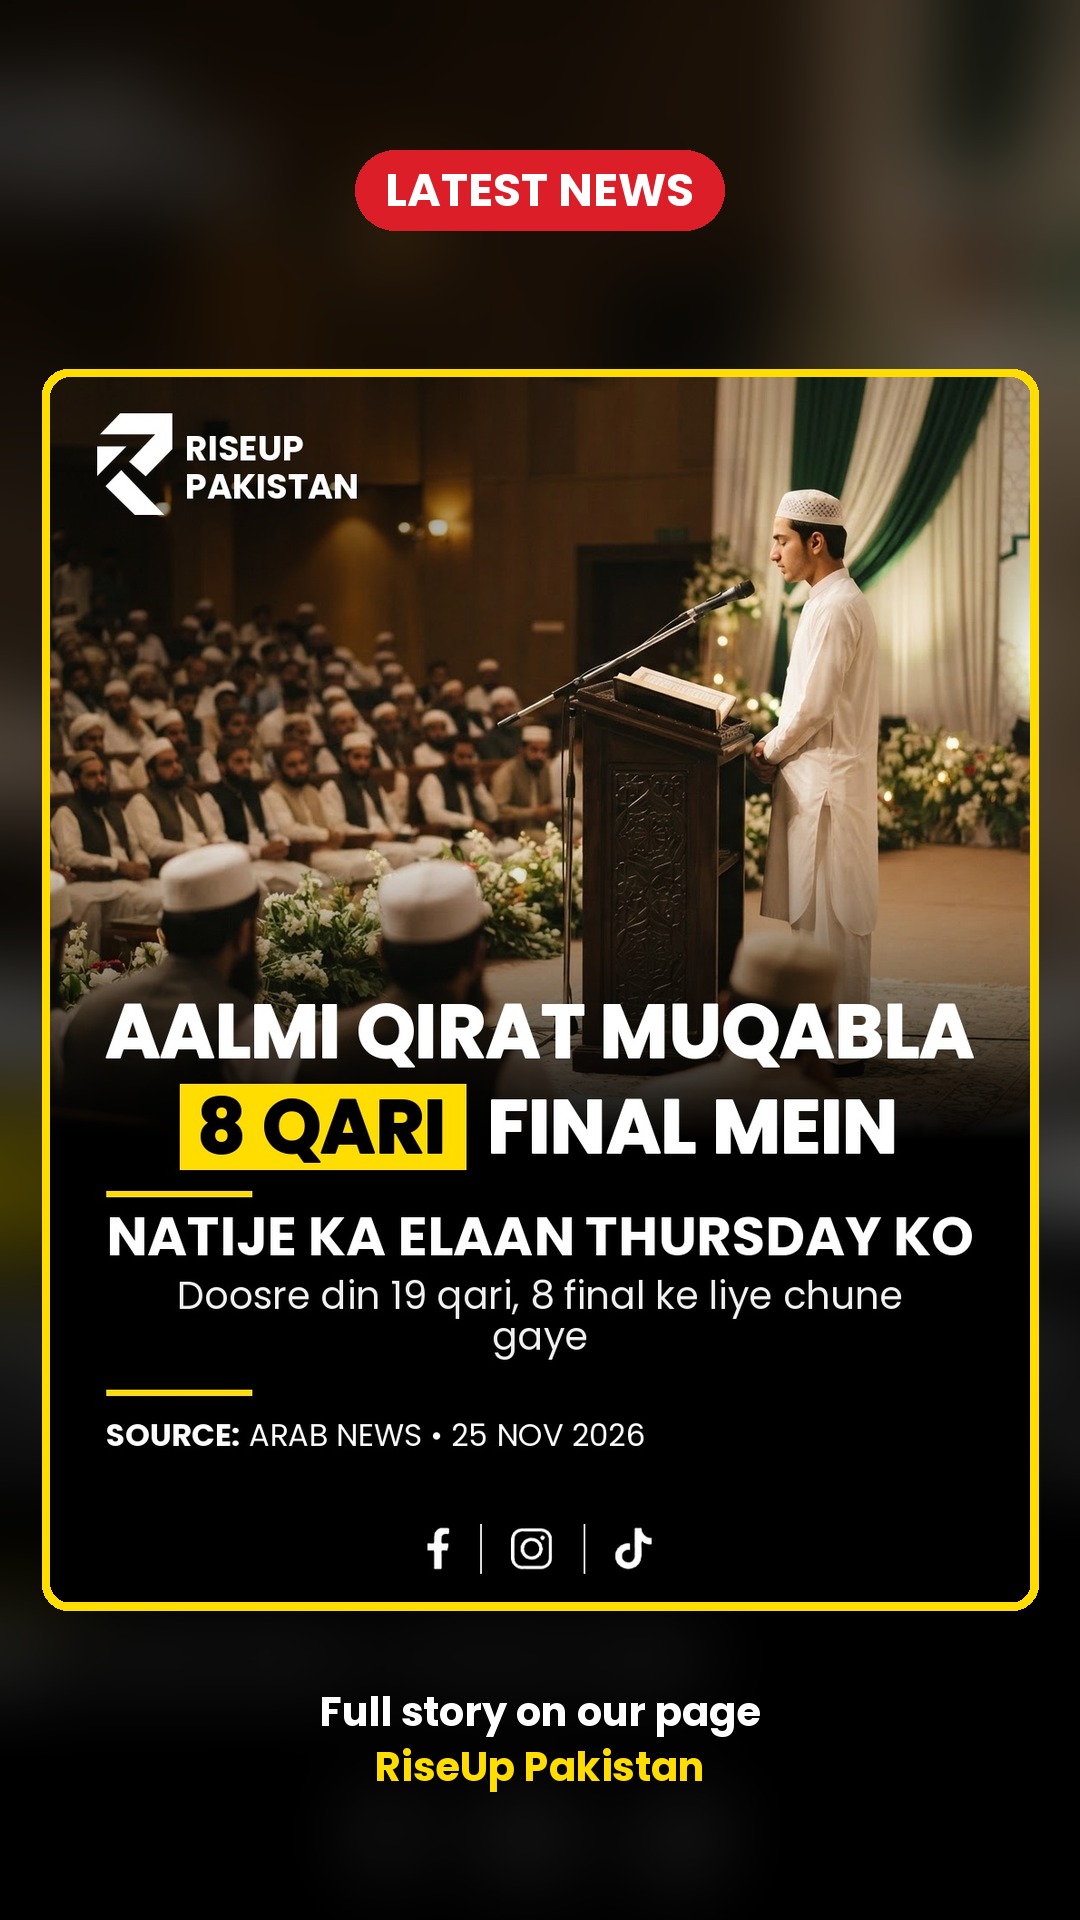 LATEST NEWS
RISEUP
PAKISTAN
AALMI QIRAT MUQABLA
8 QARI FINAL MEIN
NATIJE KA ELAAN THURSDAY KO
Doosre din 19 qari, 8 final ke liye chune
gaye
SOURCE: ARAB NEWS • 25 NOV 2026
Full story on our page
RiseUp Pakistan